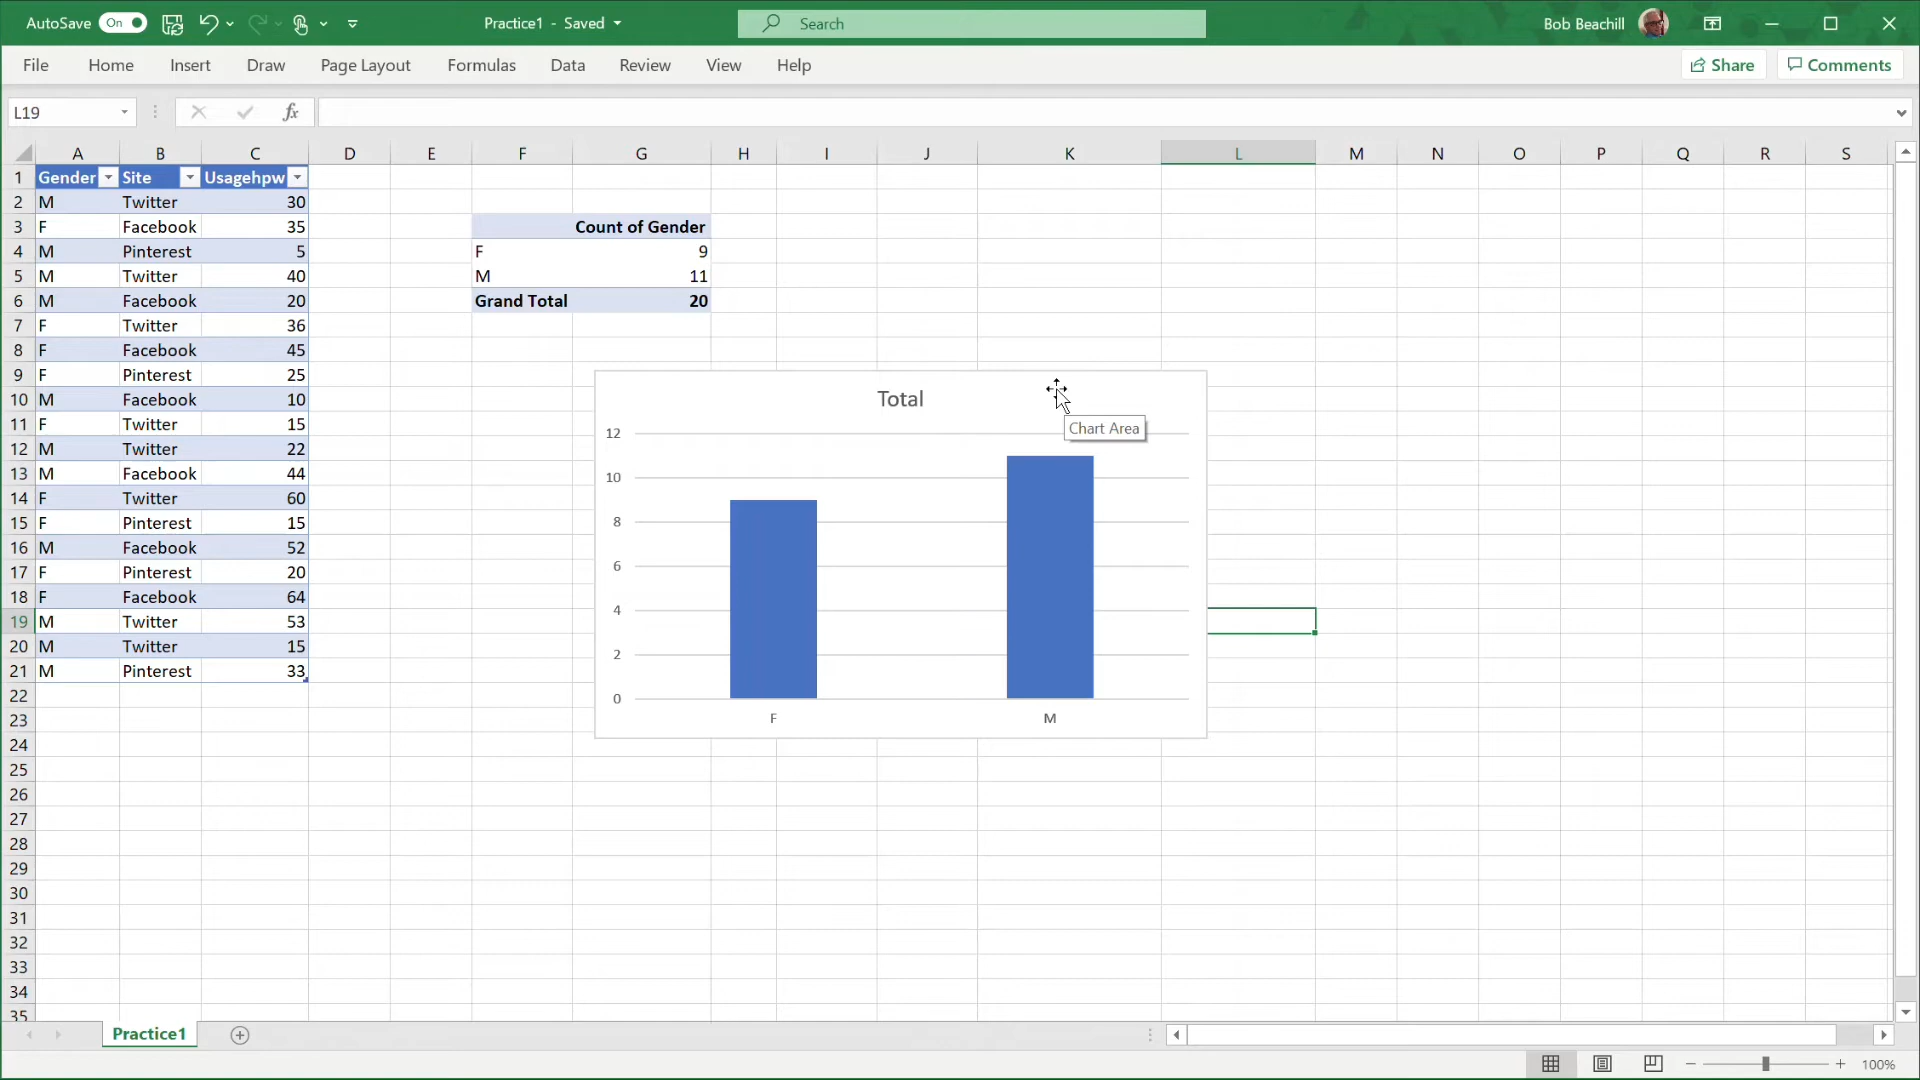 AutoSave On Practice1 - Saved Search Bob Beachill
File Home Insert Draw Page Layout Formulas Data Review View Help Share Comments
L19 fx
A B C D E F G H I J K L M N O P Q R S
1 Gender Site Usagehpw
2 M Twitter 30
3 F Facebook 35 Count of Gender
4 M Pinterest 5 F 9
5 M Twitter 40 M 11
6 M Facebook 20 Grand Total 20
7 F Twitter 36
8 F Facebook 45
9 F Pinterest 25
10 M Facebook 10
11 F Twitter 15
12 M Twitter 22
13 M Facebook 44
14 F Twitter 60
15 F Pinterest 15
16 M Facebook 52
17 F Pinterest 20
18 F Facebook 64
19 M Twitter 53
20 M Twitter 15
21 M Pinterest 33
22
23
24
25
26
27
28
29
30
31
32
33
34
35
Total
Chart Area
12
10
8
6
4
2
0
F M
Practice1
100%